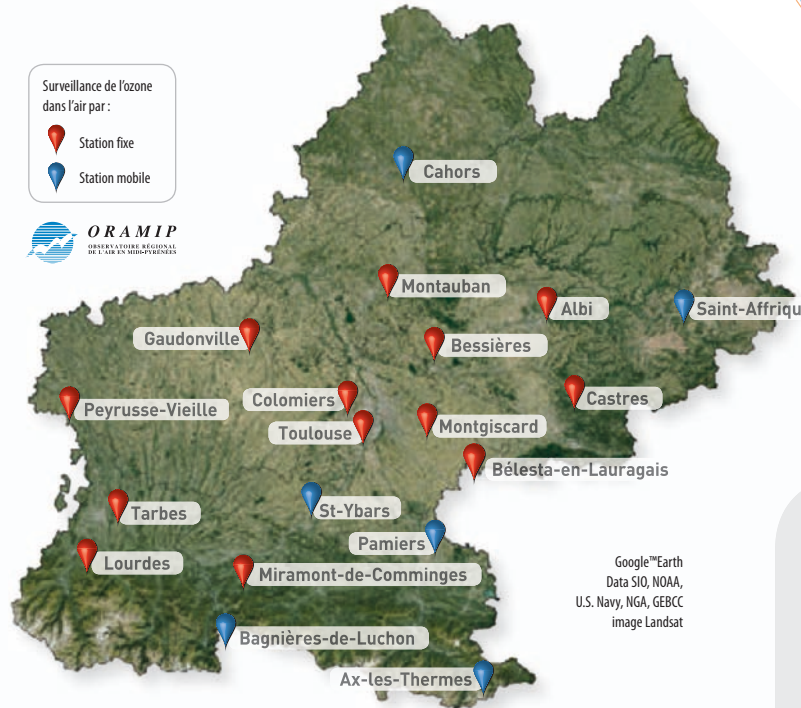 Surveillance de l'ozone
dans l'air par :
Station fixe
Station mobile
ORAMIP
OBSERVATOIRE RÉGIONAL
DE L'AIR EN MIDI-PYRÉNÉES
Cahors
Montauban
Albi
Saint-Affriqu
Gaudonville
Bessières
Colomiers
Castres
Peyrusse-Vieille
Toulouse
Montgiscard
Bélesta-en-Lauragais
Tarbes
St-Ybars
Pamiers
Lourdes
Miramont-de-Comminges
Bagnières-de-Luchon
Ax-les-Thermes
Google™Earth
Data SIO, NOAA,
U.S. Navy, NGA, GEBCC
image Landsat